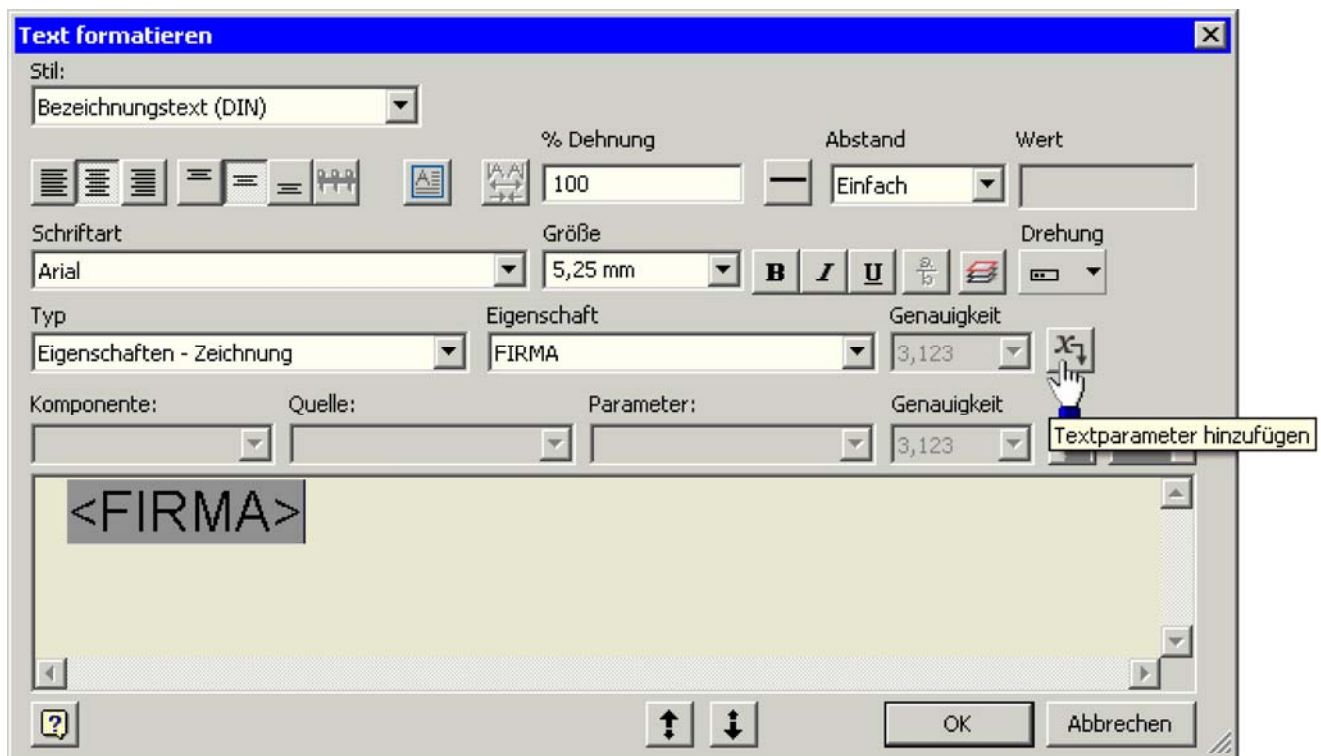 Text formatieren
Stil:
Bezeichnungstext (DIN)
% Dehnung Abstand Wert
100 Einfach
Schriftart Größe Drehung
Arial 5,25 mm B I U a/b
Typ Eigenschaft Genauigkeit
Eigenschaften - Zeichnung FIRMA 3,123
Komponente: Quelle: Parameter: Genauigkeit
3,123
Textparameter hinzufügen
<FIRMA>
OK Abbrechen